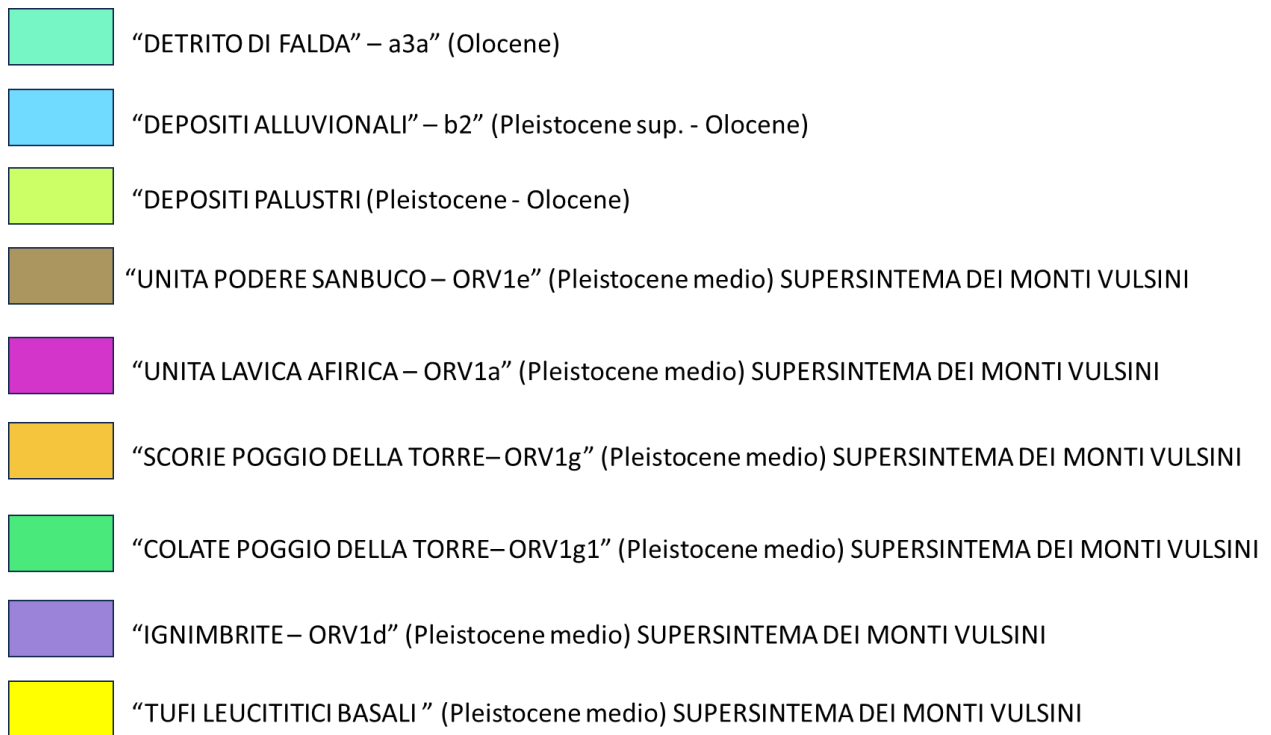 “DETRITO DI FALDA” – a3a” (Olocene)
“DEPOSITI ALLUVIONALI” – b2” (Pleistocene sup. - Olocene)
“DEPOSITI PALUSTRI (Pleistocene - Olocene)
“UNITA PODERE SANBUCO – ORV1e” (Pleistocene medio) SUPERSINTEMA DEI MONTI VULSINI
“UNITA LAVICA AFIRICA – ORV1a” (Pleistocene medio) SUPERSINTEMA DEI MONTI VULSINI
“SCORIE POGGIO DELLA TORRE– ORV1g” (Pleistocene medio) SUPERSINTEMA DEI MONTI VULSINI
“COLATE POGGIO DELLA TORRE– ORV1g1” (Pleistocene medio) SUPERSINTEMA DEI MONTI VULSINI
“IGNIMBRITE – ORV1d” (Pleistocene medio) SUPERSINTEMA DEI MONTI VULSINI
“TUFI LEUCITITICI BASALI ” (Pleistocene medio) SUPERSINTEMA DEI MONTI VULSINI